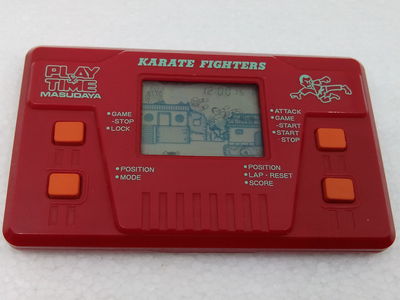 KARATE FIGHTERS
PLAY &
TIME
MASUDAYA
•GAME
-STOP
•LOCK
•ATTACK
•GAME
-START
•START
-STOP
•POSITION
•MODE
•POSITION
•LAP-RESET
•SCORE